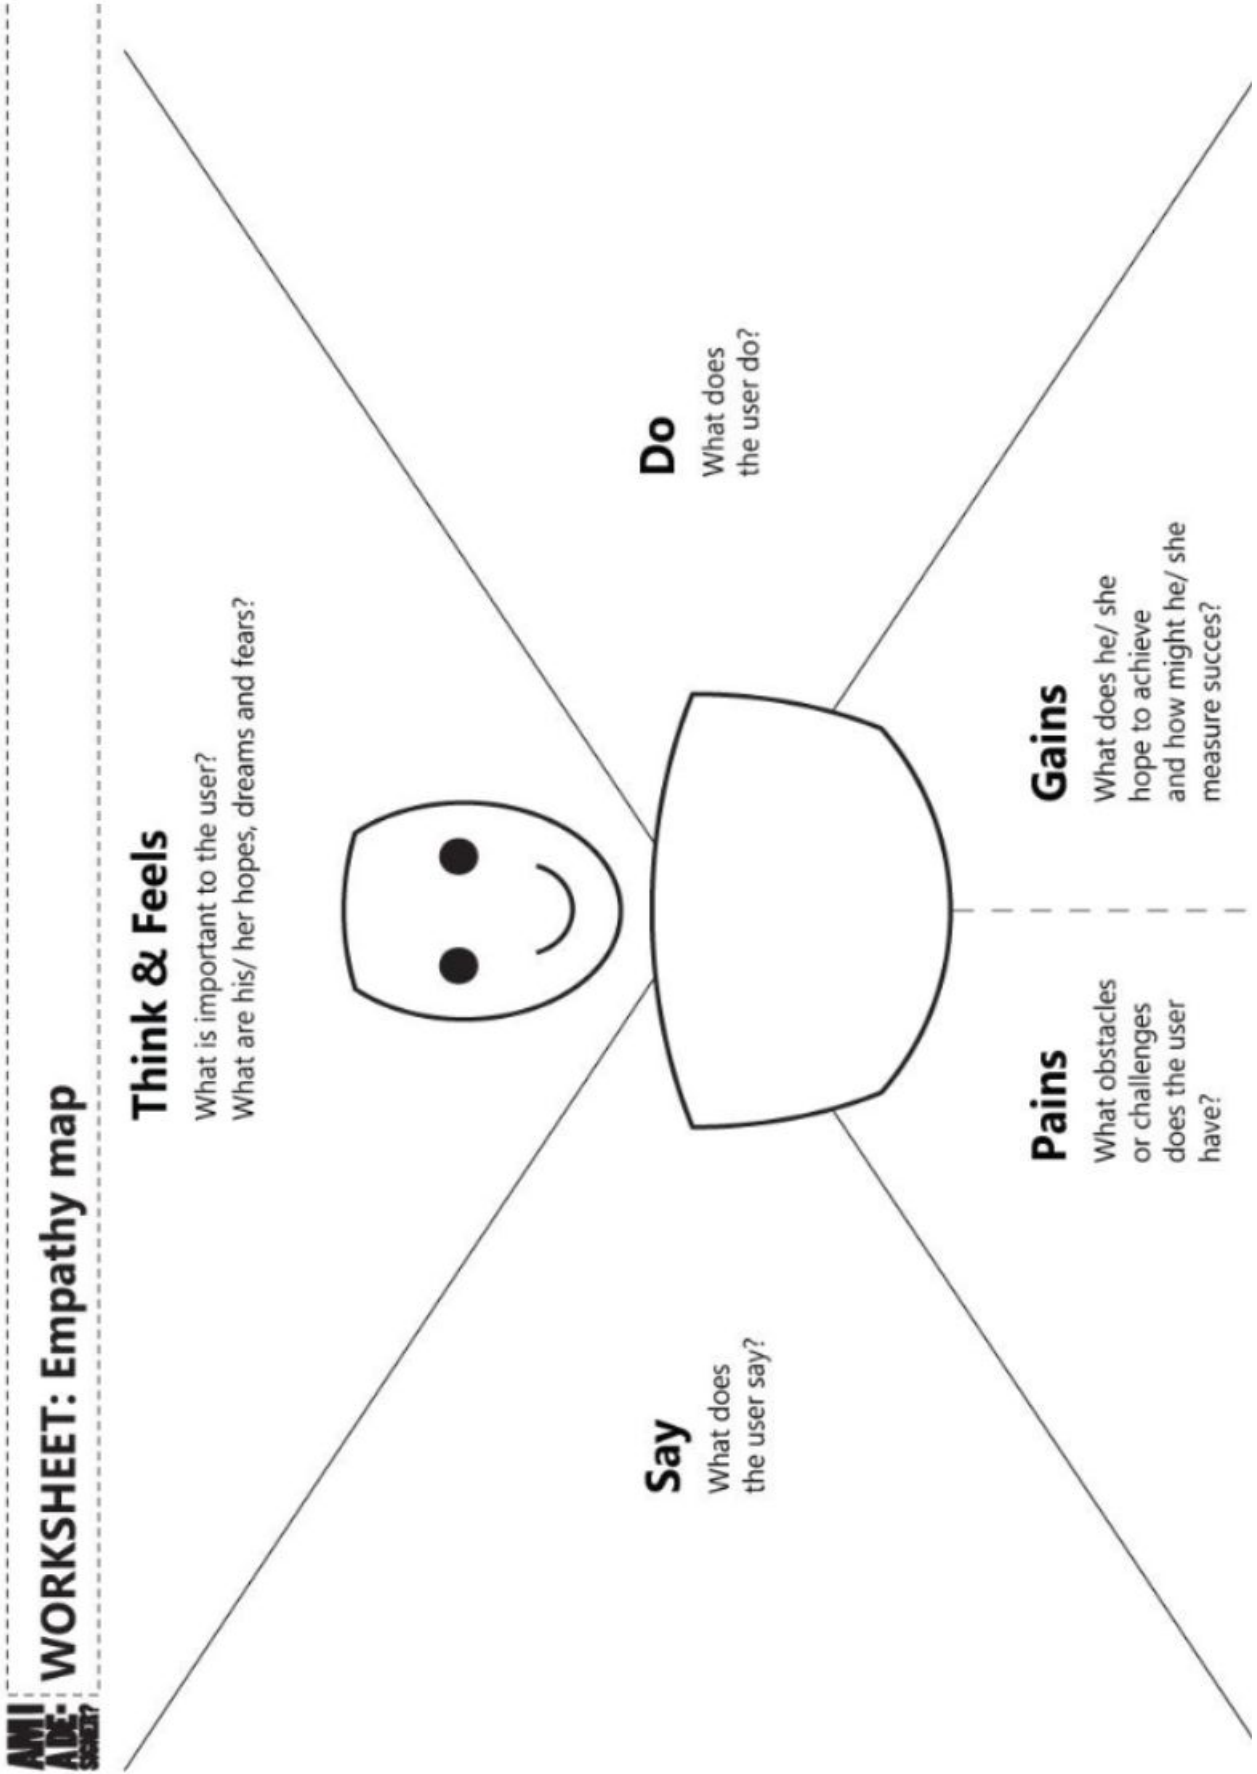 AM I
A DE-
SIGNER?
WORKSHEET: Empathy map
Think & Feels
What is important to the user?
What are his/ her hopes, dreams and fears?
Say
What does
the user say?
Do
What does
the user do?
Pains
What obstacles
or challenges
does the user
have?
Gains
What does he/ she
hope to achieve
and how might he/ she
measure succes?